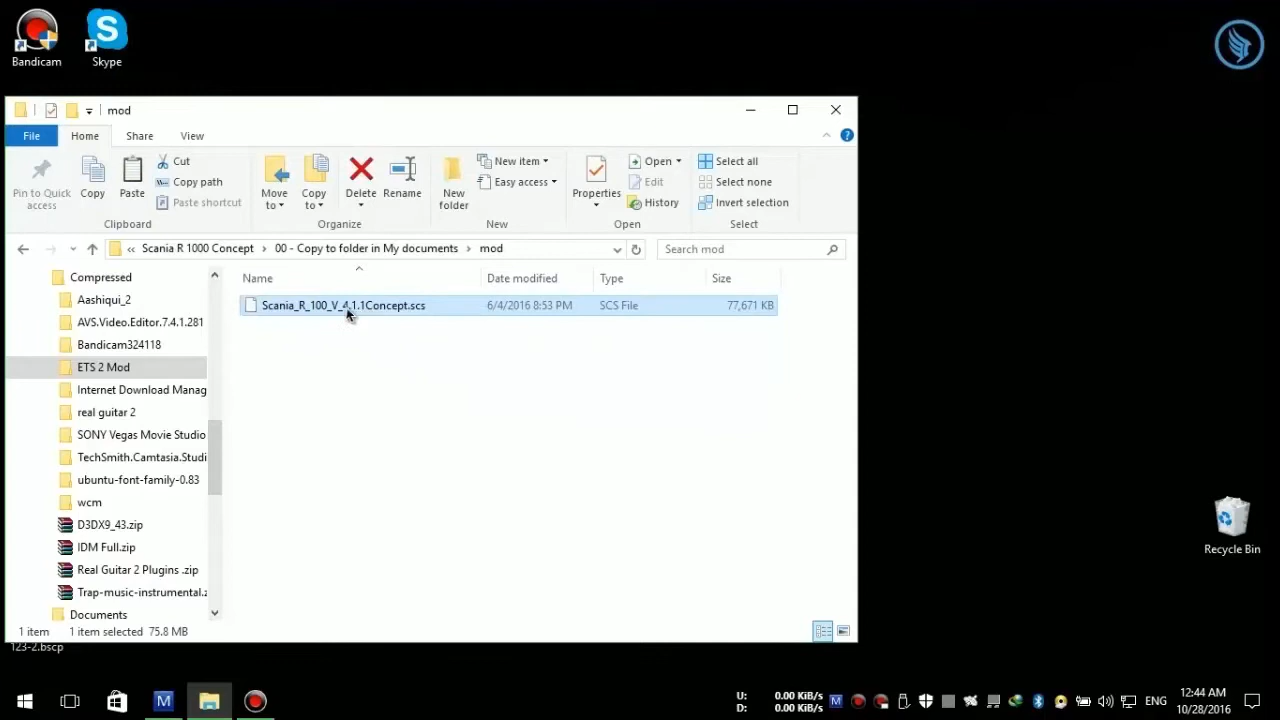 Bandicam
Skype
mod
File Home Share View
Pin to Quick access
Copy
Paste
Cut
Copy path
Paste shortcut
Clipboard
Move to
Copy to
Delete
Rename
Organize
New folder
New item
Easy access
New
Properties
Open
Edit
History
Open
Select all
Select none
Invert selection
Select
« Scania R 1000 Concept › 00 - Copy to folder in My documents › mod
Search mod
Name Date modified Type Size
Scania_R_100_V_4.1.1Concept.scs 6/4/2016 8:53 PM SCS File 77,671 KB
Compressed
Aashiqui_2
AVS.Video.Editor.7.4.1.281
Bandicam324118
ETS 2 Mod
Internet Download Manag
real guitar 2
SONY Vegas Movie Studio
TechSmith.Camtasia.Studi
ubuntu-font-family-0.83
wcm
D3DX9_43.zip
IDM Full.zip
Real Guitar 2 Plugins .zip
Trap-music-instrumental.z
Documents
1 item 1 item selected 75.8 MB
123-2.bscp
Recycle Bin
M
U: 0.00 KiB/s
D: 0.00 KiB/s
M
ENG
12:44 AM
10/28/2016